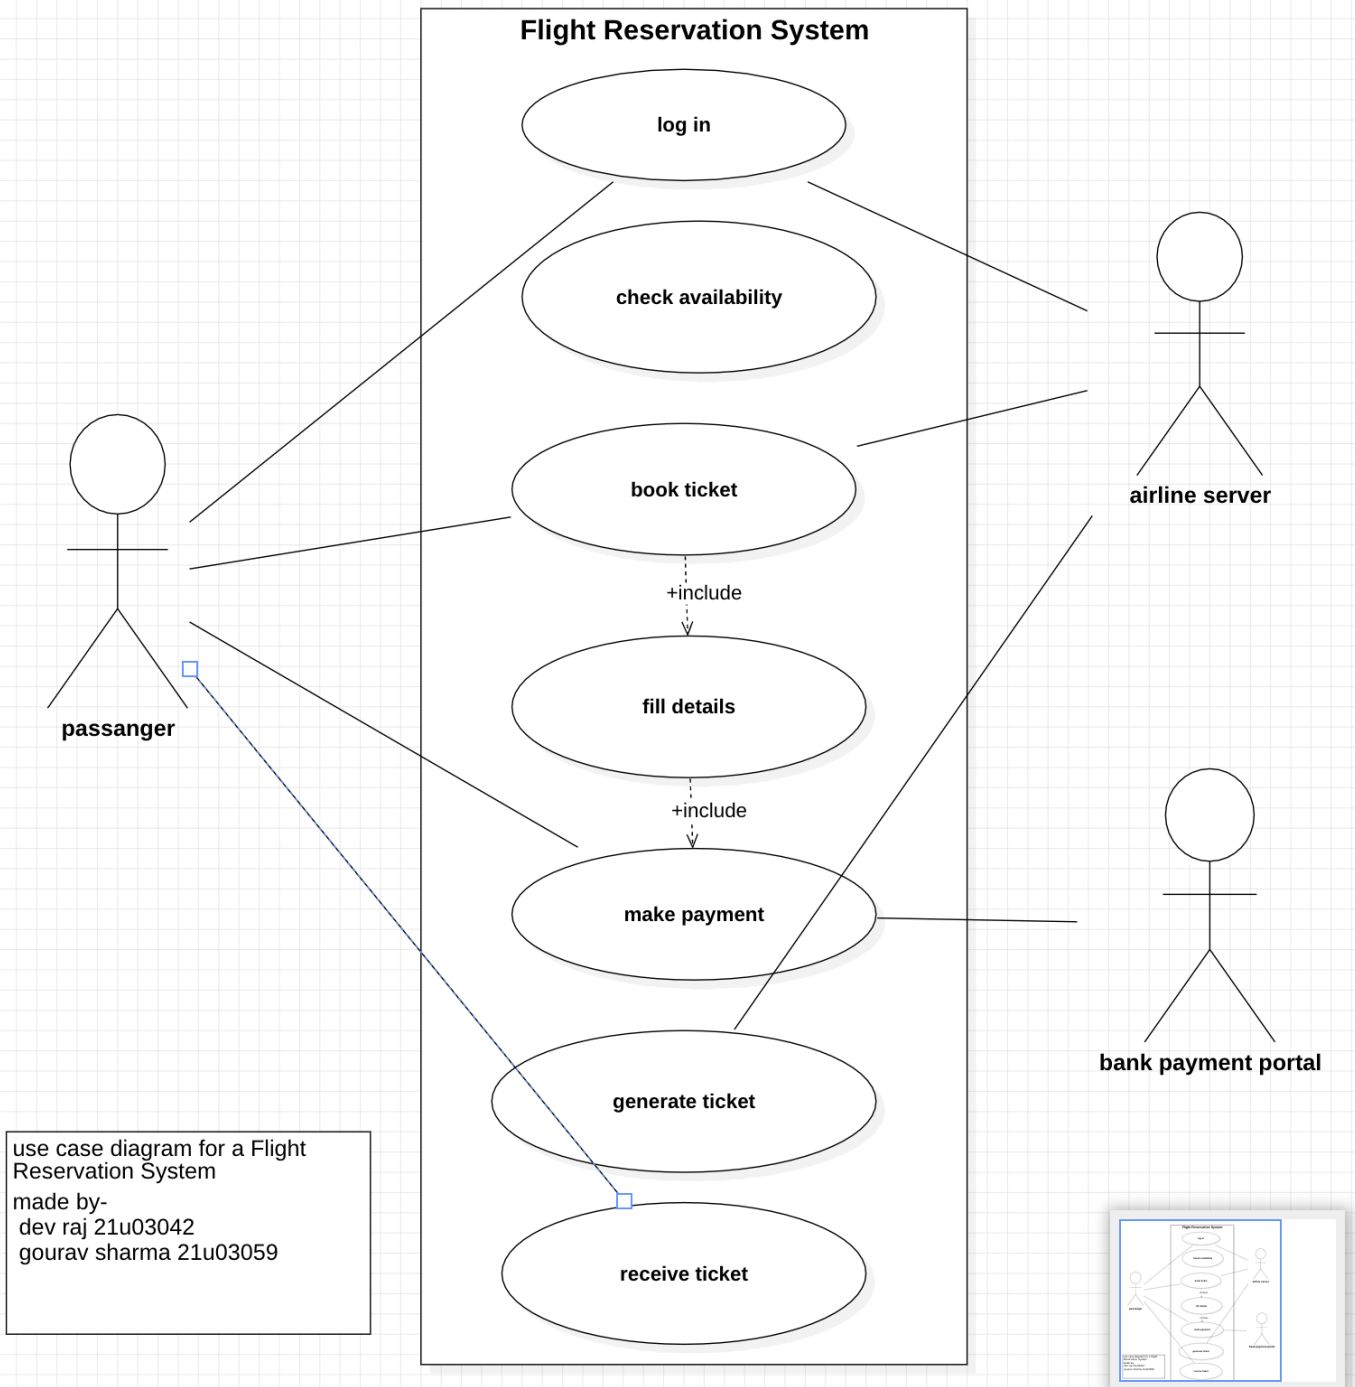 Flight Reservation System
log in
check availability
book ticket
airline server
+include
fill details
passanger
+include
make payment
bank payment portal
generate ticket
use case diagram for a Flight
Reservation System
made by-
dev raj 21u03042
gourav sharma 21u03059
receive ticket